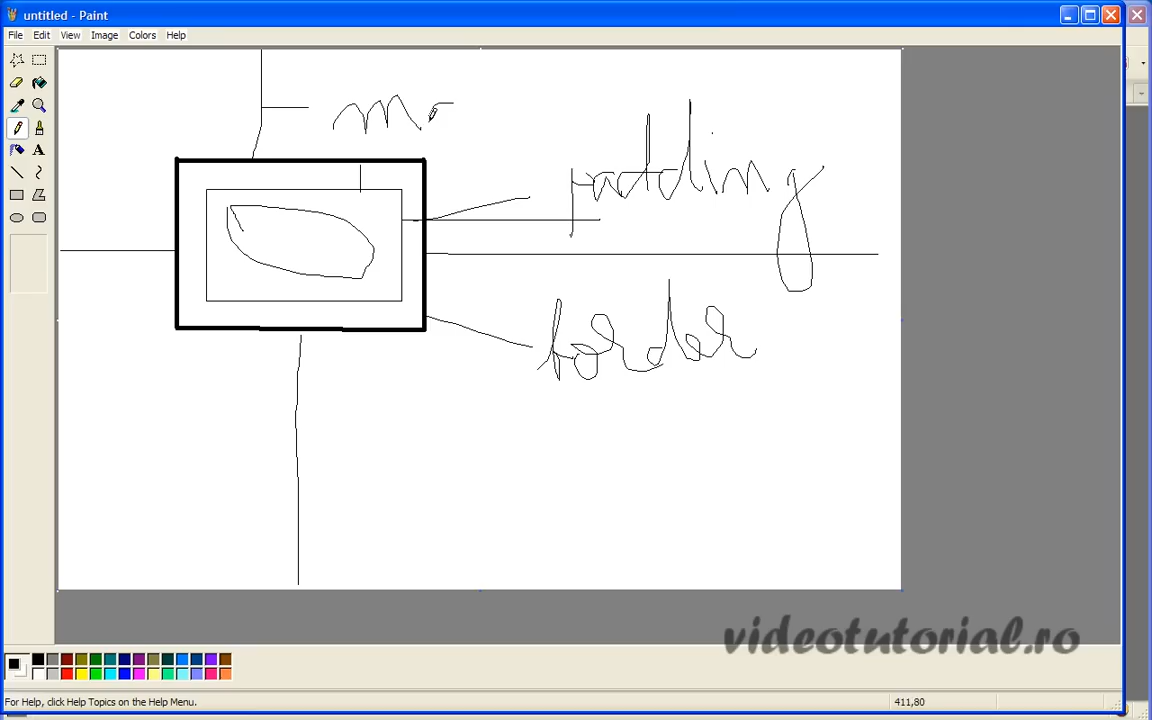 untitled - Paint
File Edit View Image Colors Help
ma
padding
border
videotutorial.ro
For Help, click Help Topics on the Help Menu.
411,80